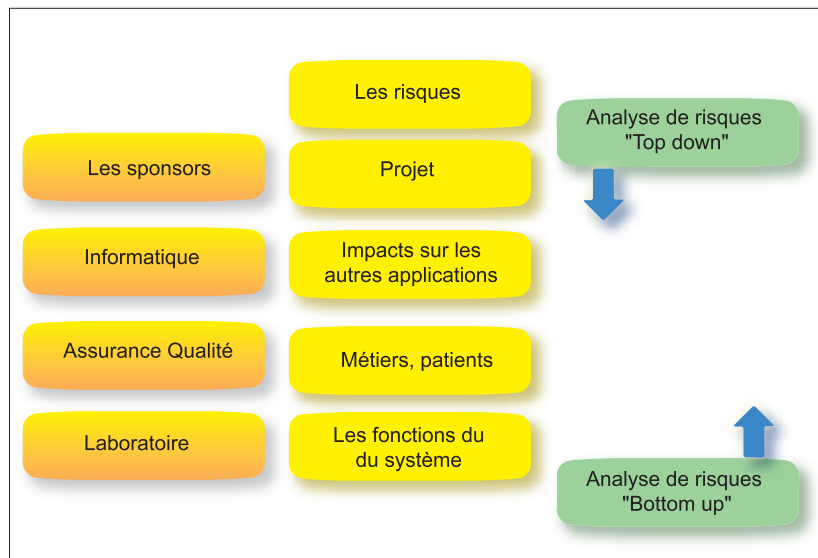 Les risques
Analyse de risques
"Top down"
Les sponsors
Projet
Informatique
Impacts sur les
autres applications
Assurance Qualité
Métiers, patients
Laboratoire
Les fonctions du
du système
Analyse de risques
"Bottom up"